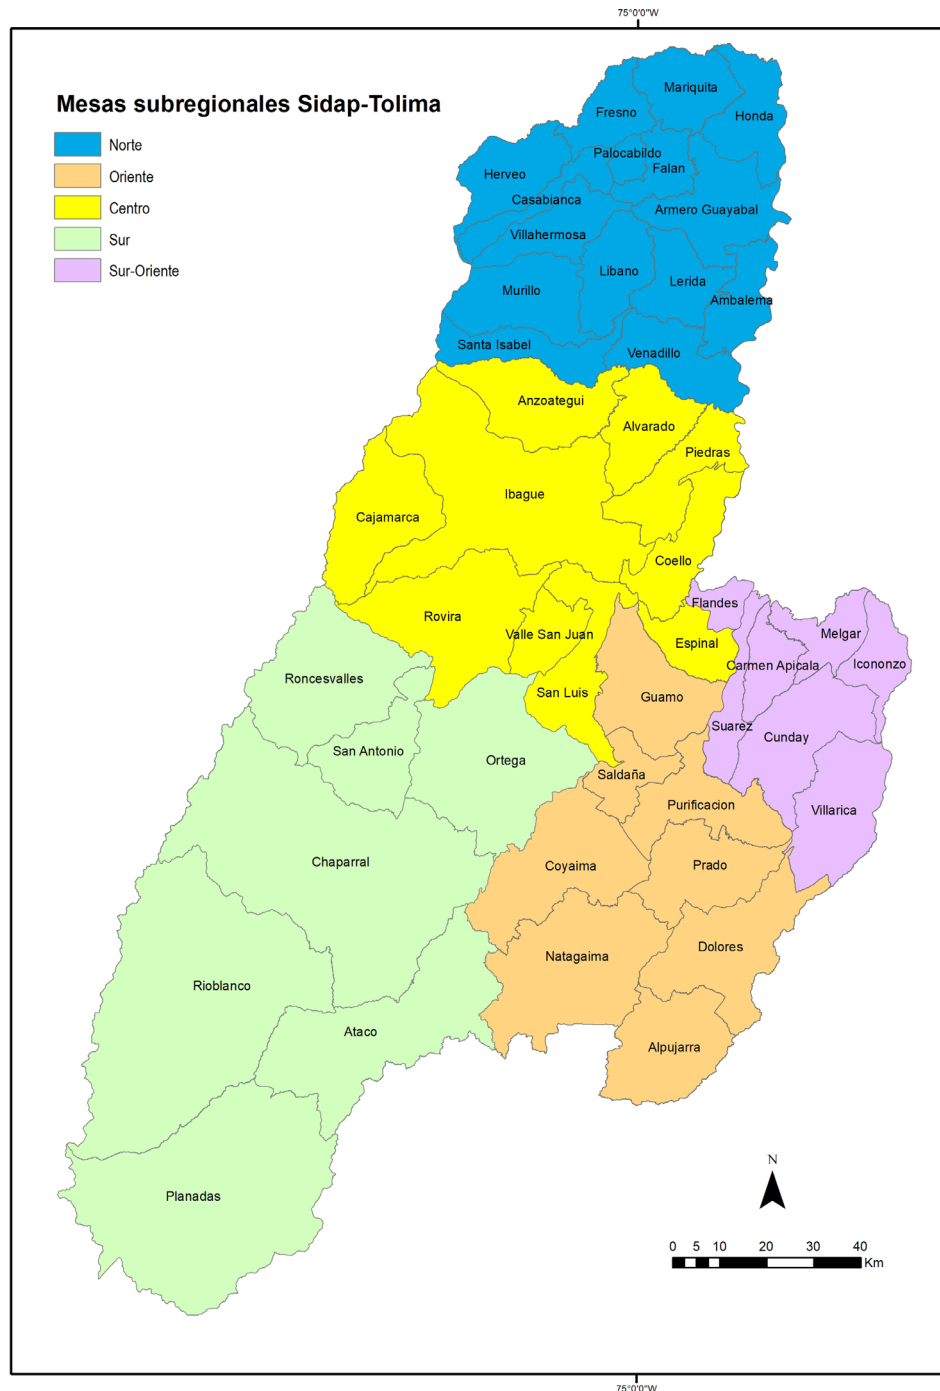 75°0'0"W
Mesas subregionales Sidap-Tolima
Norte
Oriente
Centro
Sur
Sur-Oriente
Mariquita
Fresno
Honda
Palocabildo
Falan
Herveo
Casabianca
Armero Guayabal
Villahermosa
Libano
Lerida
Murillo
Ambalema
Santa Isabel
Venadillo
Anzoategui
Alvarado
Piedras
Ibague
Cajamarca
Coello
Flandes
Rovira
Valle San Juan
Espinal
Melgar
Carmen Apicala
Icononzo
Roncesvalles
San Luis
Guamo
Suarez
Cunday
San Antonio
Ortega
Saldaña
Purificacion
Villarica
Chaparral
Coyaima
Prado
Dolores
Natagaima
Rioblanco
Ataco
Alpujarra
N
Planadas
0 5 10 20 30 40
Km
75°0'0"W